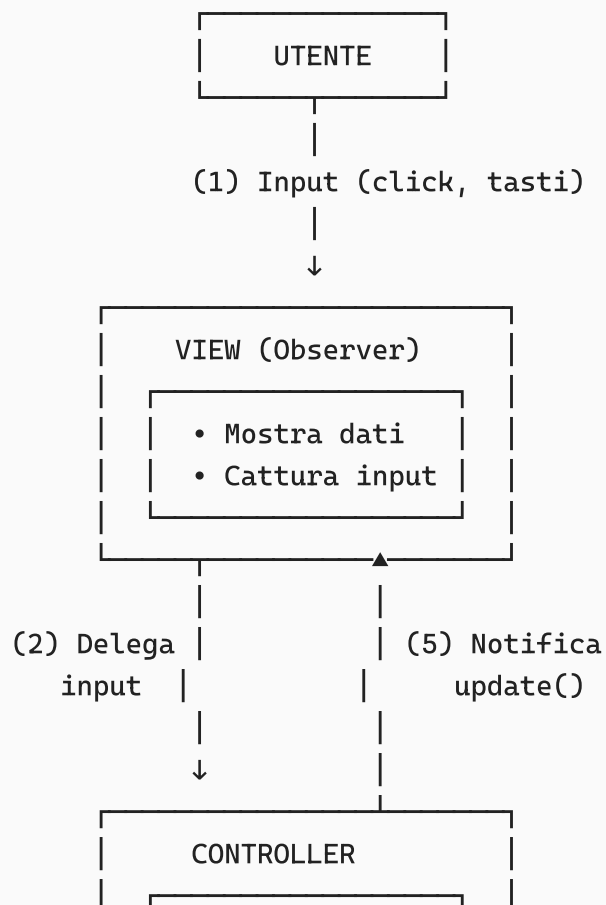 UTENTE
(1) Input (click, tasti)
VIEW (Observer)
• Mostra dati
• Cattura input
(2) Delega
input
(5) Notifica
update()
CONTROLLER